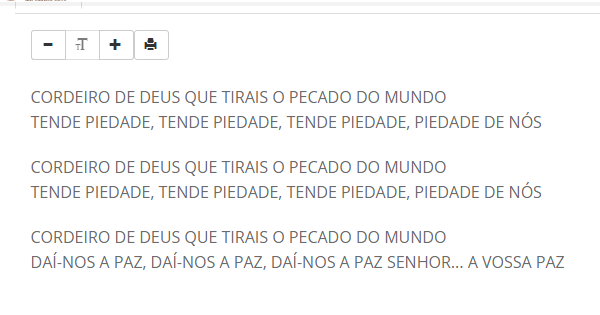 CORDEIRO DE DEUS QUE TIRAIS O PECADO DO MUNDO
TENDE PIEDADE, TENDE PIEDADE, TENDE PIEDADE, PIEDADE DE NÓS
CORDEIRO DE DEUS QUE TIRAIS O PECADO DO MUNDO
TENDE PIEDADE, TENDE PIEDADE, TENDE PIEDADE, PIEDADE DE NÓS
CORDEIRO DE DEUS QUE TIRAIS O PECADO DO MUNDO
DAÍ-NOS A PAZ, DAÍ-NOS A PAZ, DAÍ-NOS A PAZ SENHOR... A VOSSA PAZ